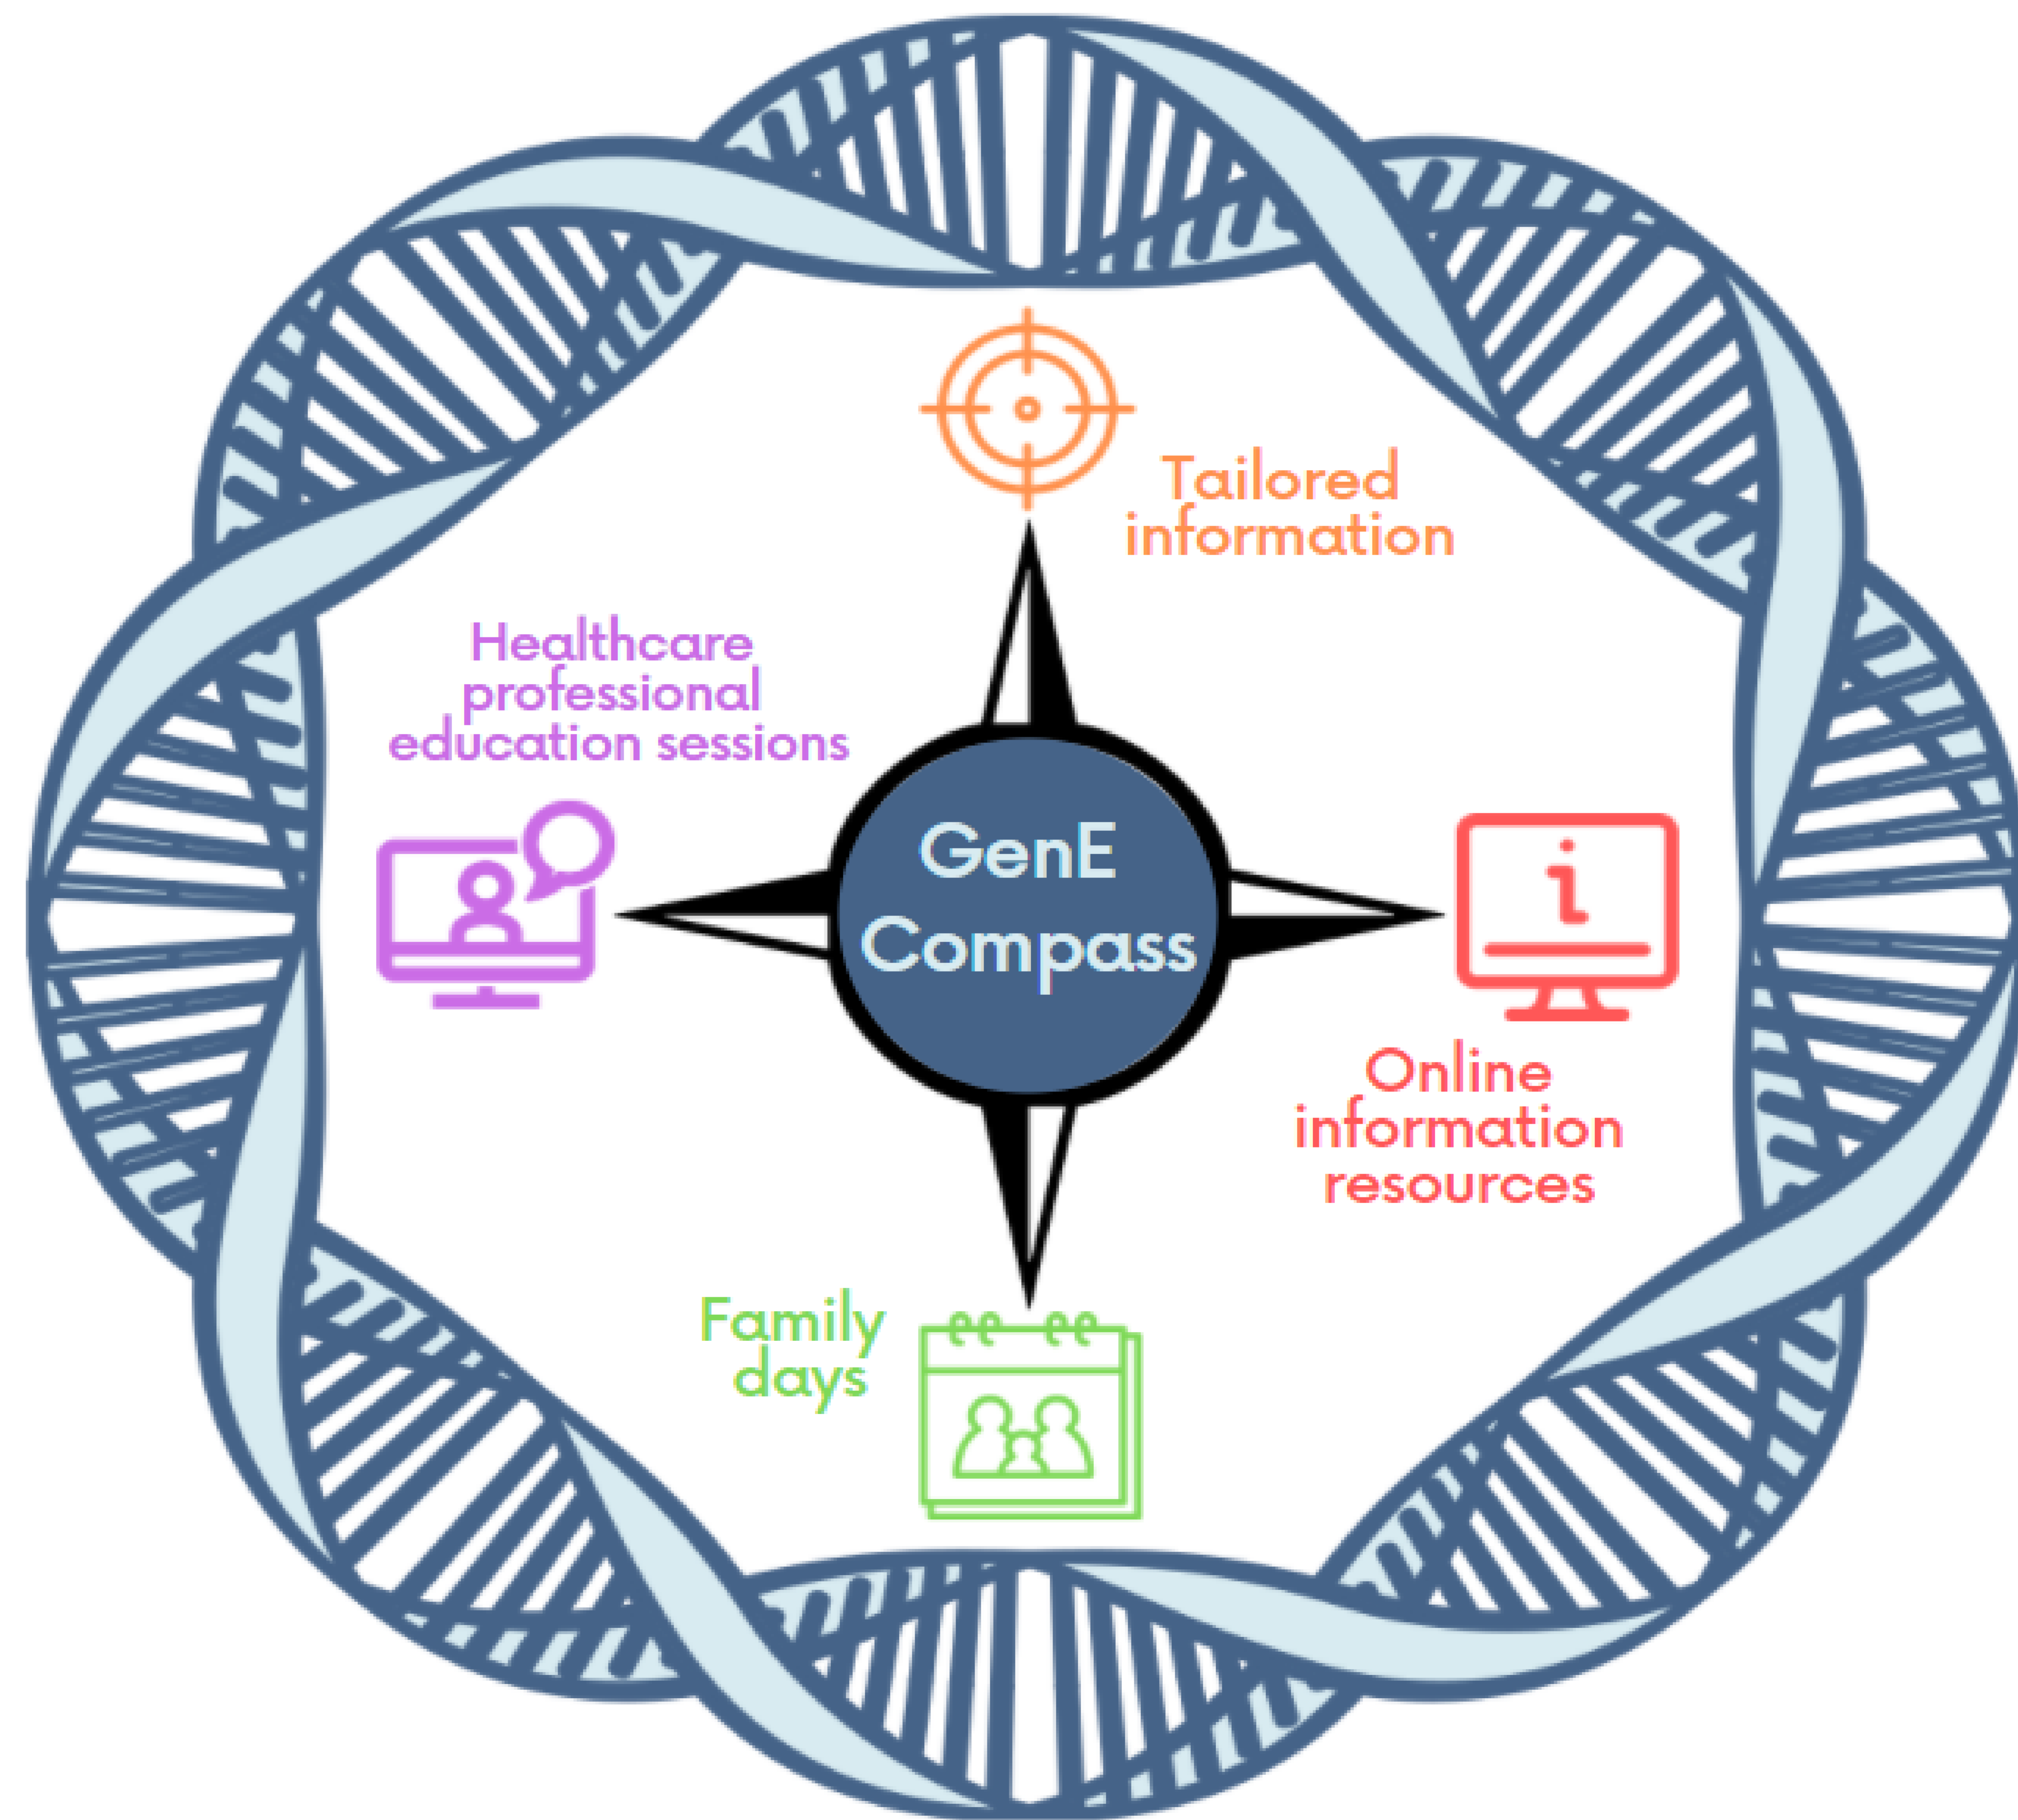 Tailored
information
Healthcare
professional
education sessions
GenE
Compass
Online
information
resources
Family
days